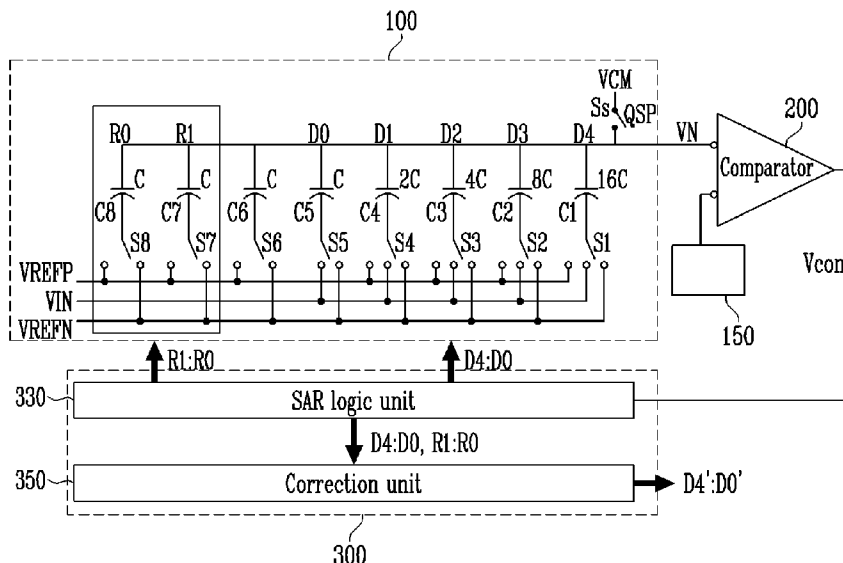 100
VCM
Ss QSP
200
R0 R1 D0 D1 D2 D3 D4 VN
Comparator
C C C C 2C 4C 8C 16C
C8 C7 C6 C5 C4 C3 C2 C1
S8 S7 S6 S5 S4 S3 S2 S1
VREFP
VIN
VREFN
Vcon
150
R1:R0 D4:D0
330 SAR logic unit
D4:D0, R1:R0
350 Correction unit D4':D0'
300